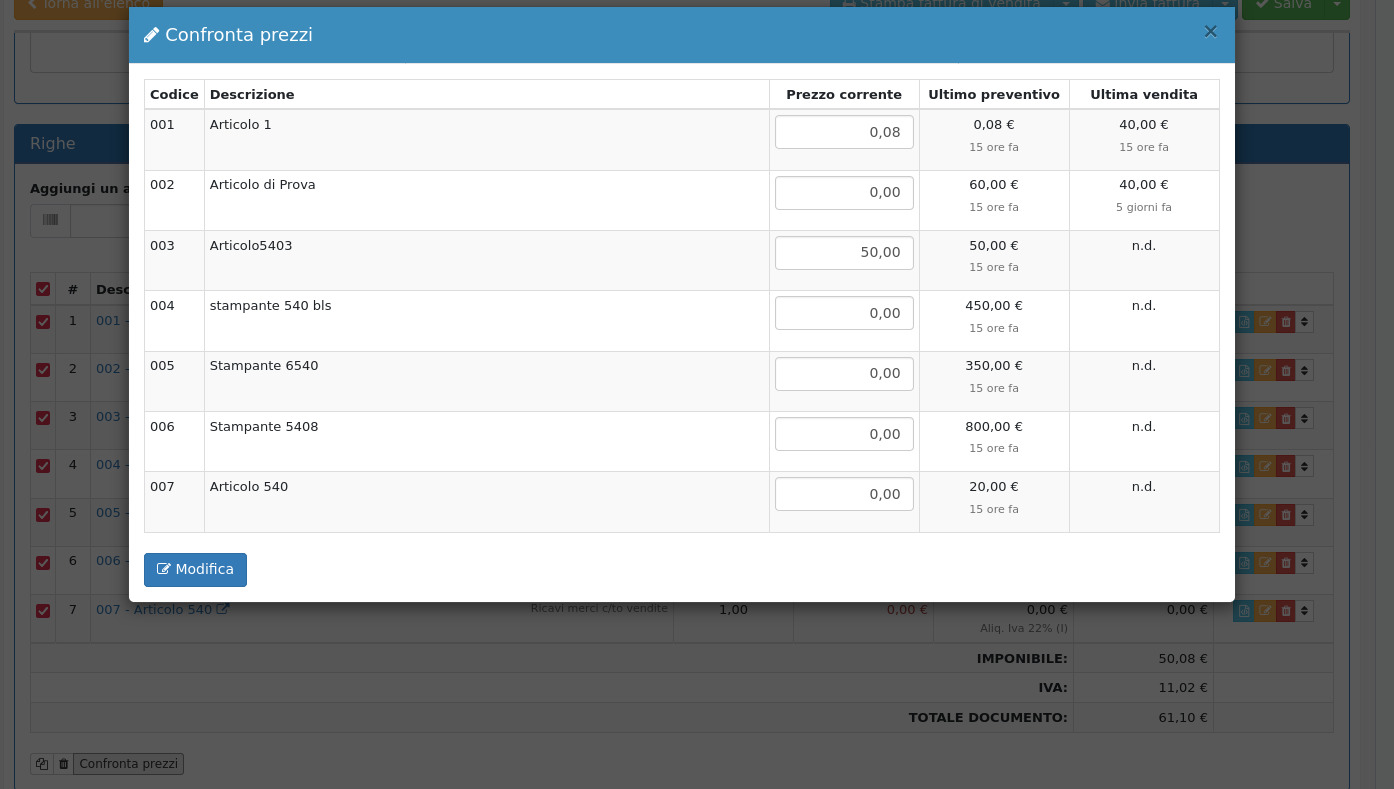 Torna all'elenco Stampa fattura di vendita Invia fattura Salva
Confronta prezzi ×
Codice Descrizione Prezzo corrente Ultimo preventivo Ultima vendita
001 Articolo 1 0,08 0,08 € 40,00 €
15 ore fa 15 ore fa
002 Articolo di Prova 0,00 60,00 € 40,00 €
15 ore fa 5 giorni fa
003 Articolo5403 50,00 50,00 € n.d.
15 ore fa
004 stampante 540 bls 0,00 450,00 € n.d.
15 ore fa
005 Stampante 6540 0,00 350,00 € n.d.
15 ore fa
006 Stampante 5408 0,00 800,00 € n.d.
15 ore fa
007 Articolo 540 0,00 20,00 € n.d.
15 ore fa
Modifica
Righe
Aggiungi un a
# Desc
1 001 -
2 002 -
3 003 -
4 004 -
5 005 -
6 006 -
7 007 - Articolo 540 Ricavi merci c/to vendite 1,00 0,00 € 0,00 € 0,00 €
Aliq. Iva 22% (I)
IMPONIBILE: 50,08 €
IVA: 11,02 €
TOTALE DOCUMENTO: 61,10 €
Confronta prezzi